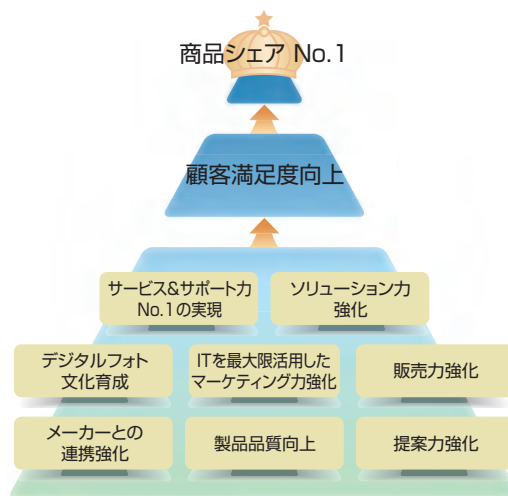 商品シェア No.1
顧客満足度向上
サービス&サポート力
No.1の実現
ソリューション力
強化
デジタルフォト
文化育成
ITを最大限活用した
マーケティング力強化
販売力強化
メーカーとの
連携強化
製品品質向上
提案力強化